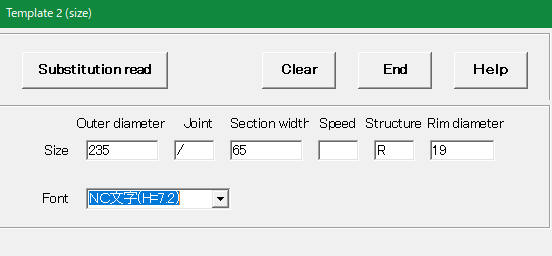 Template 2 (size)
Substitution read Clear End Help
Outer diameter Joint Section width Speed Structure Rim diameter
Size 235 / 65 R 19
Font NC文字(H=7.2)